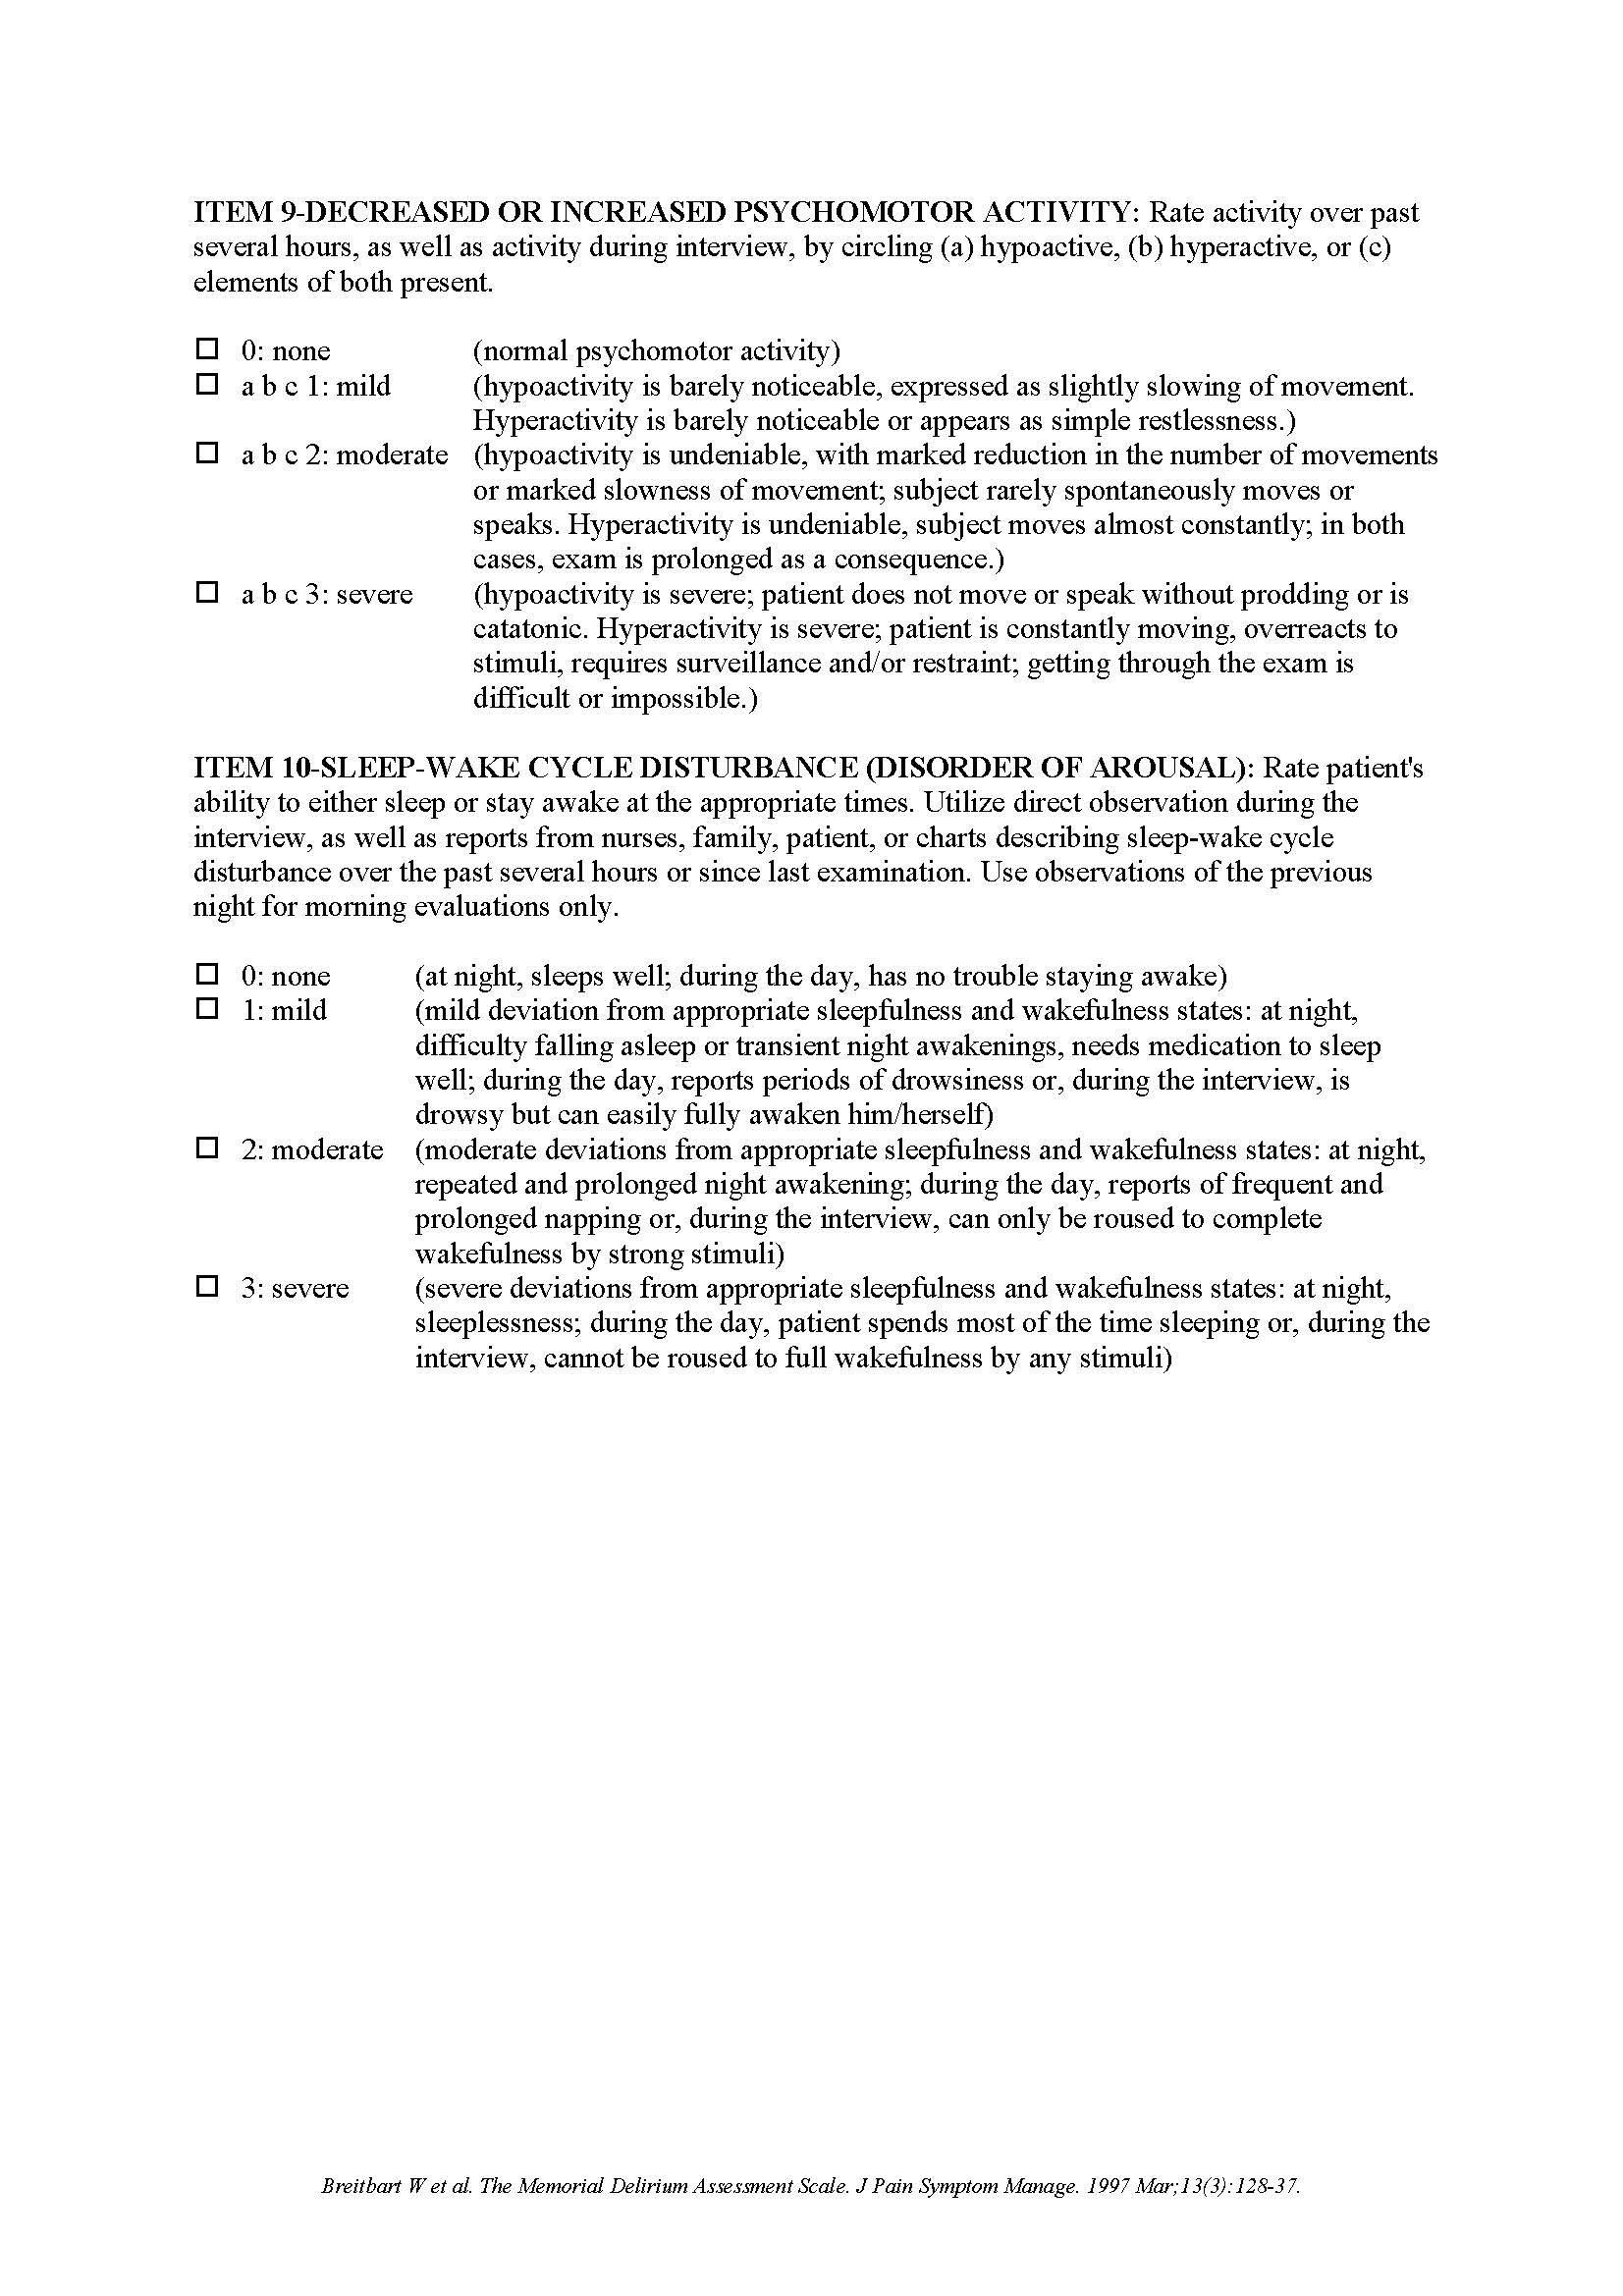 ITEM 9-DECREASED OR INCREASED PSYCHOMOTOR ACTIVITY: Rate activity over past
several hours, as well as activity during interview, by circling (a) hypoactive, (b) hyperactive, or (c)
elements of both present.
☐ 0: none (normal psychomotor activity)
☐ a b c 1: mild (hypoactivity is barely noticeable, expressed as slightly slowing of movement.
Hyperactivity is barely noticeable or appears as simple restlessness.)
☐ a b c 2: moderate (hypoactivity is undeniable, with marked reduction in the number of movements
or marked slowness of movement; subject rarely spontaneously moves or
speaks. Hyperactivity is undeniable, subject moves almost constantly; in both
cases, exam is prolonged as a consequence.)
☐ a b c 3: severe (hypoactivity is severe; patient does not move or speak without prodding or is
catatonic. Hyperactivity is severe; patient is constantly moving, overreacts to
stimuli, requires surveillance and/or restraint; getting through the exam is
difficult or impossible.)
ITEM 10-SLEEP-WAKE CYCLE DISTURBANCE (DISORDER OF AROUSAL): Rate patient's
ability to either sleep or stay awake at the appropriate times. Utilize direct observation during the
interview, as well as reports from nurses, family, patient, or charts describing sleep-wake cycle
disturbance over the past several hours or since last examination. Use observations of the previous
night for morning evaluations only.
☐ 0: none (at night, sleeps well; during the day, has no trouble staying awake)
☐ 1: mild (mild deviation from appropriate sleepfulness and wakefulness states: at night,
difficulty falling asleep or transient night awakenings, needs medication to sleep
well; during the day, reports periods of drowsiness or, during the interview, is
drowsy but can easily fully awaken him/herself)
☐ 2: moderate (moderate deviations from appropriate sleepfulness and wakefulness states: at night,
repeated and prolonged night awakening; during the day, reports of frequent and
prolonged napping or, during the interview, can only be roused to complete
wakefulness by strong stimuli)
☐ 3: severe (severe deviations from appropriate sleepfulness and wakefulness states: at night,
sleeplessness; during the day, patient spends most of the time sleeping or, during the
interview, cannot be roused to full wakefulness by any stimuli)
Breitbart W et al. The Memorial Delirium Assessment Scale. J Pain Symptom Manage. 1997 Mar;13(3):128-37.